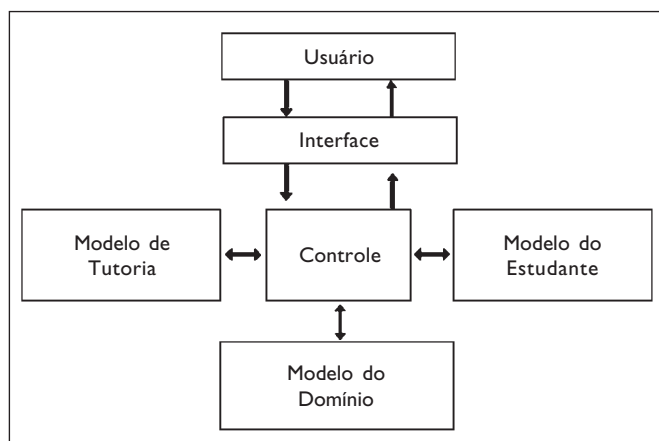 Usuário
Interface
Modelo de
Tutoria
Controle
Modelo do
Estudante
Modelo do
Domínio